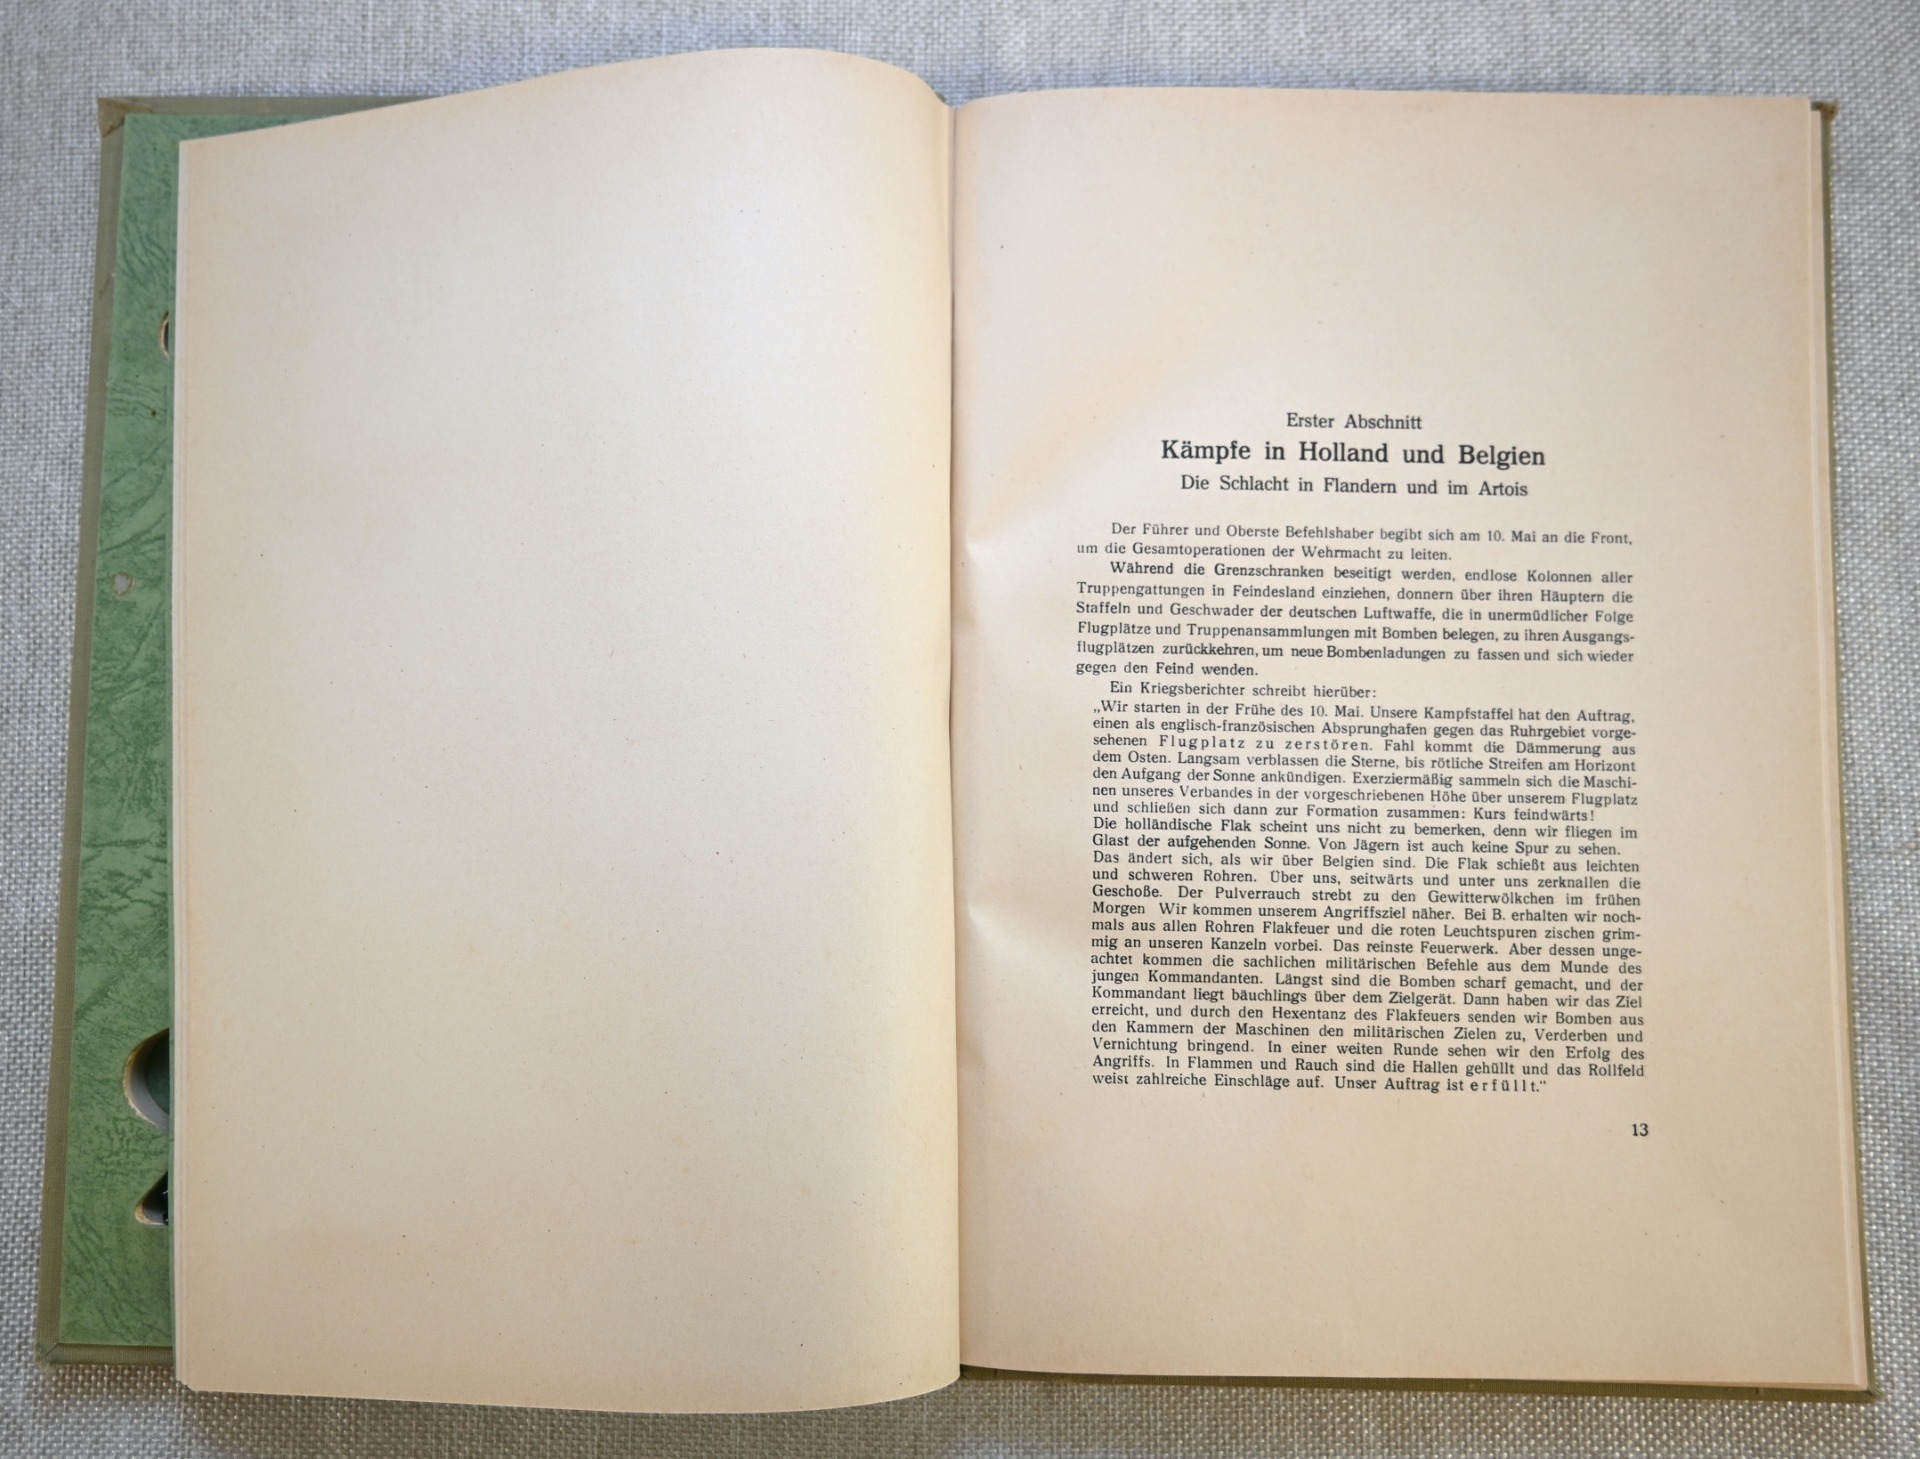 Erster Abschnitt
Kämpfe in Holland und Belgien
Die Schlacht in Flandern und im Artois
Der Führer und Oberste Befehlshaber begibt sich am 10. Mai an die Front,
um die Gesamtoperationen der Wehrmacht zu leiten.
Während die Grenzschranken beseitigt werden, endlose Kolonnen aller
Truppengattungen in Feindesland einziehen, donnern über ihren Häuptern die
Staffeln und Geschwader der deutschen Luftwaffe, die in unermüdlicher Folge
Flugplätze und Truppenansammlungen mit Bomben belegen, zu ihren Ausgangs-
flugplätzen zurückkehren, um neue Bombenladungen zu fassen und sich wieder
gegen den Feind wenden.
Ein Kriegsberichter schreibt hierüber:
„Wir starten in der Frühe des 10. Mai. Unsere Kampfstaffel hat den Auftrag,
einen als englisch-französischen Absprunghafen gegen das Ruhrgebiet vorge-
sehenen Flugplatz zu zerstören. Fahl kommt die Dämmerung aus
dem Osten. Langsam verblassen die Sterne, bis rötliche Streifen am Horizont
den Aufgang der Sonne ankündigen. Exerziermäßig sammeln sich die Maschi-
nen unseres Verbandes in der vorgeschriebenen Höhe über unserem Flugplatz
und schließen sich dann zur Formation zusammen: Kurs feindwärts!
Die holländische Flak scheint uns nicht zu bemerken, denn wir fliegen im
Glast der aufgehenden Sonne. Von Jägern ist auch keine Spur zu sehen.
Das ändert sich, als wir über Belgien sind. Die Flak schießt aus leichten
und schweren Rohren. Über uns, seitwärts und unter uns zerknallen die
Geschoße. Der Pulverrauch strebt zu den Gewitterwölkchen im frühen
Morgen Wir kommen unserem Angriffsziel näher. Bei B. erhalten wir noch-
mals aus allen Rohren Flakfeuer und die roten Leuchtspuren zischen grim-
mig an unseren Kanzeln vorbei. Das reinste Feuerwerk. Aber dessen unge-
achtet kommen die sachlichen militärischen Befehle aus dem Munde des
jungen Kommandanten. Längst sind die Bomben scharf gemacht, und der
Kommandant liegt bäuchlings über dem Zielgerät. Dann haben wir das Ziel
erreicht, und durch den Hexentanz des Flakfeuers senden wir Bomben aus
den Kammern der Maschinen den militärischen Zielen zu, Verderben und
Vernichtung bringend. In einer weiten Runde sehen wir den Erfolg des
Angriffs. In Flammen und Rauch sind die Hallen gehüllt und das Rollfeld
weist zahlreiche Einschläge auf. Unser Auftrag ist erfüllt.“
13